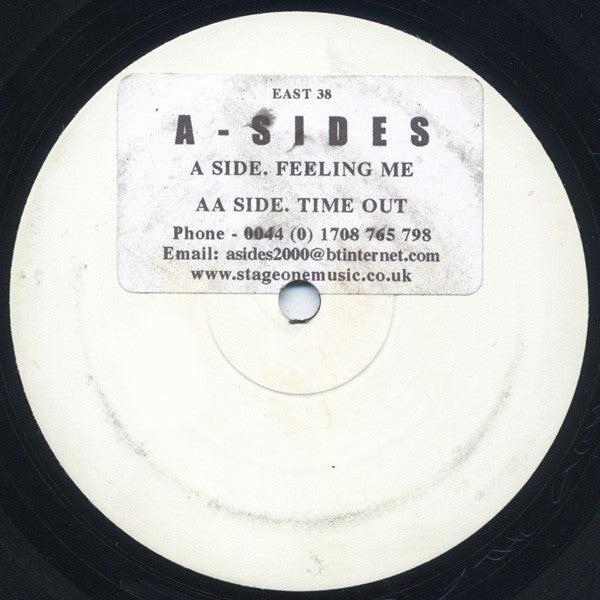 EAST 38
A - SIDES
A SIDE. FEELING ME
AA SIDE. TIME OUT
Phone - 0044 (0) 1708 765 798
Email: asides2000@btinternet.com
www.stageonemusic.co.uk